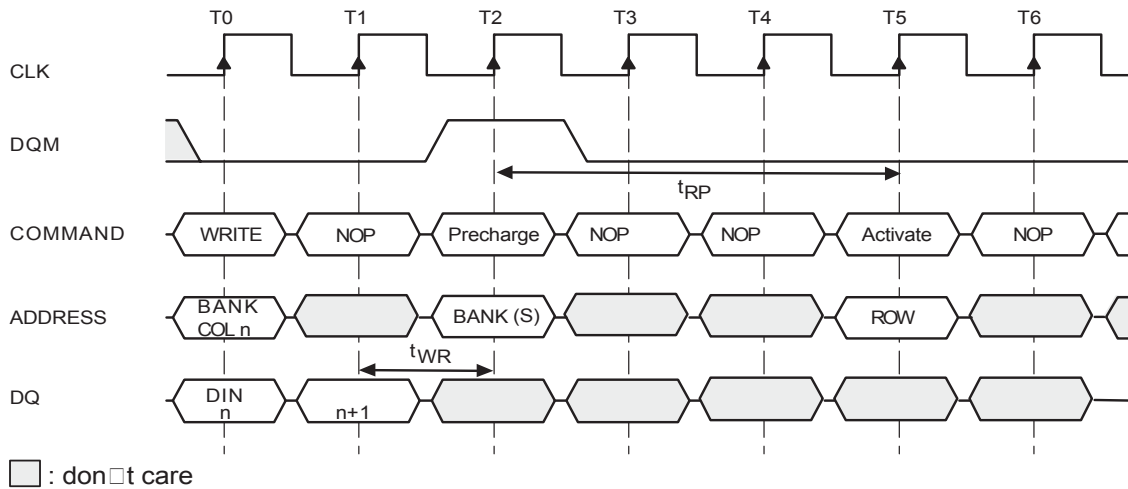 T0 T1 T2 T3 T4 T5 T6
CLK
DQM
tRP
COMMAND WRITE NOP Precharge NOP NOP Activate NOP
ADDRESS BANK COL n BANK (S) ROW
tWR
DQ DIN n n+1
: don□t care